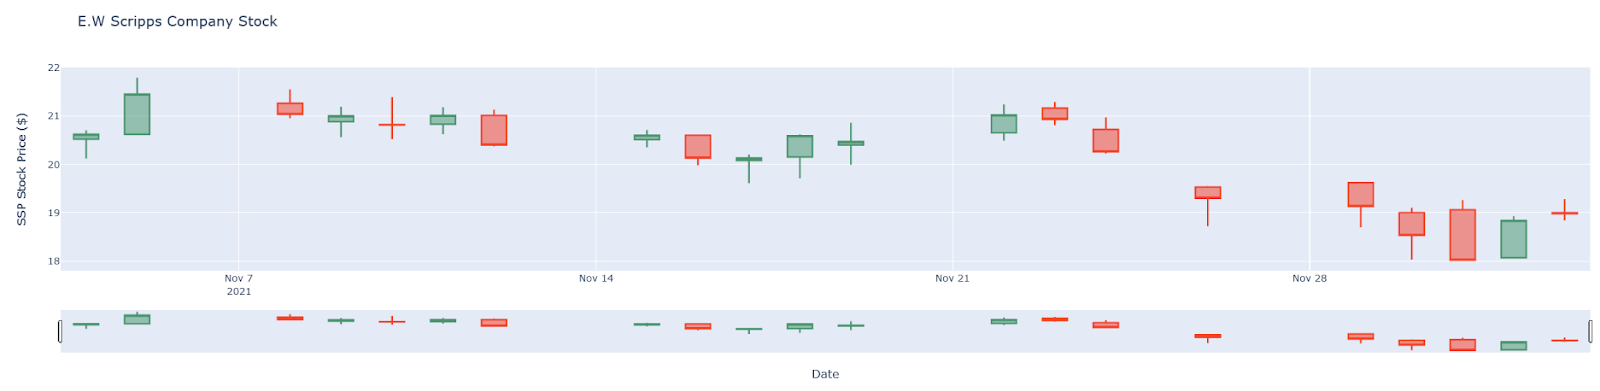 E.W Scripps Company Stock
SSP Stock Price ($)
22
21
20
19
18
Nov 7
2021
Nov 14
Nov 21
Nov 28
Date